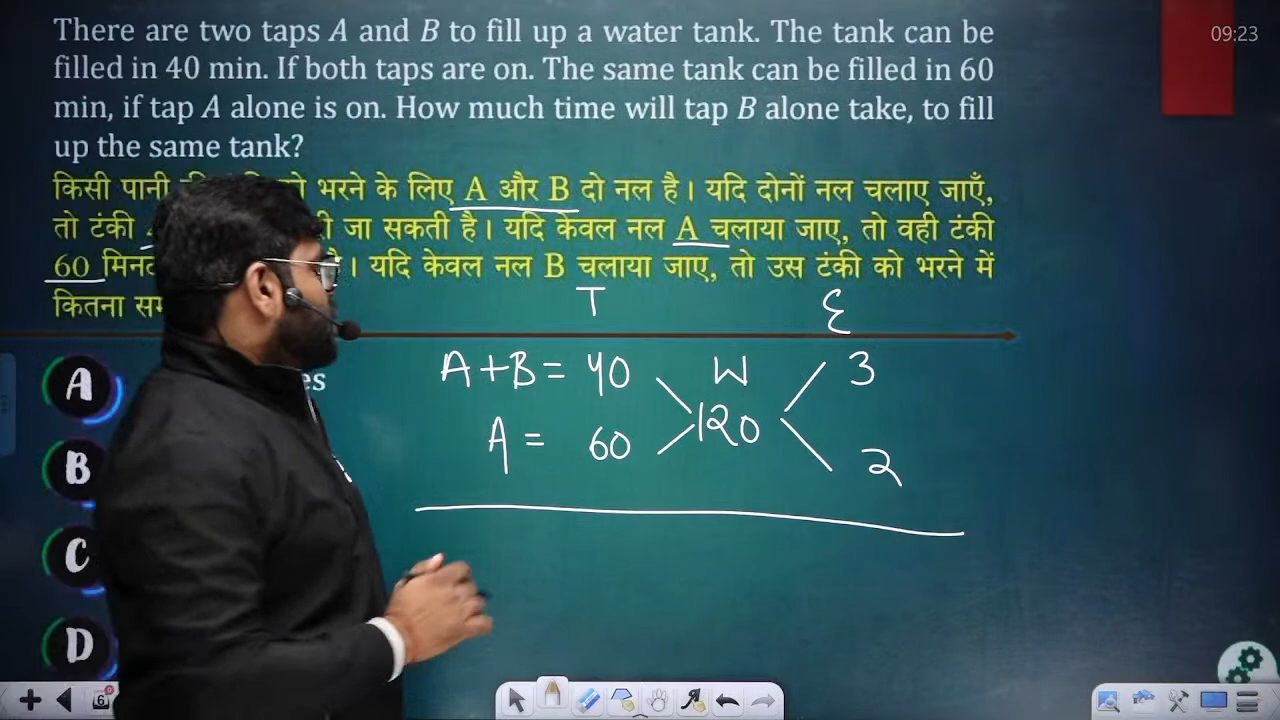 There are two taps A and B to fill up a water tank. The tank can be
09:23
filled in 40 min. If both taps are on. The same tank can be filled in 60
min, if tap A alone is on. How much time will tap B alone take, to fill
up the same tank?
किसी पानी भरने के लिए A और B दो नल है। यदि दोनों नल चलाए जाएँ,
तो टंकी जा सकती है। यदि केवल नल A चलाया जाए, तो वही टंकी
60 । यदि केवल नल B चलाया जाए, तो उस टंकी को भरने में
कितना
T ε
A+B= 40 W 3
A = 60 120 2
A
B
C
D